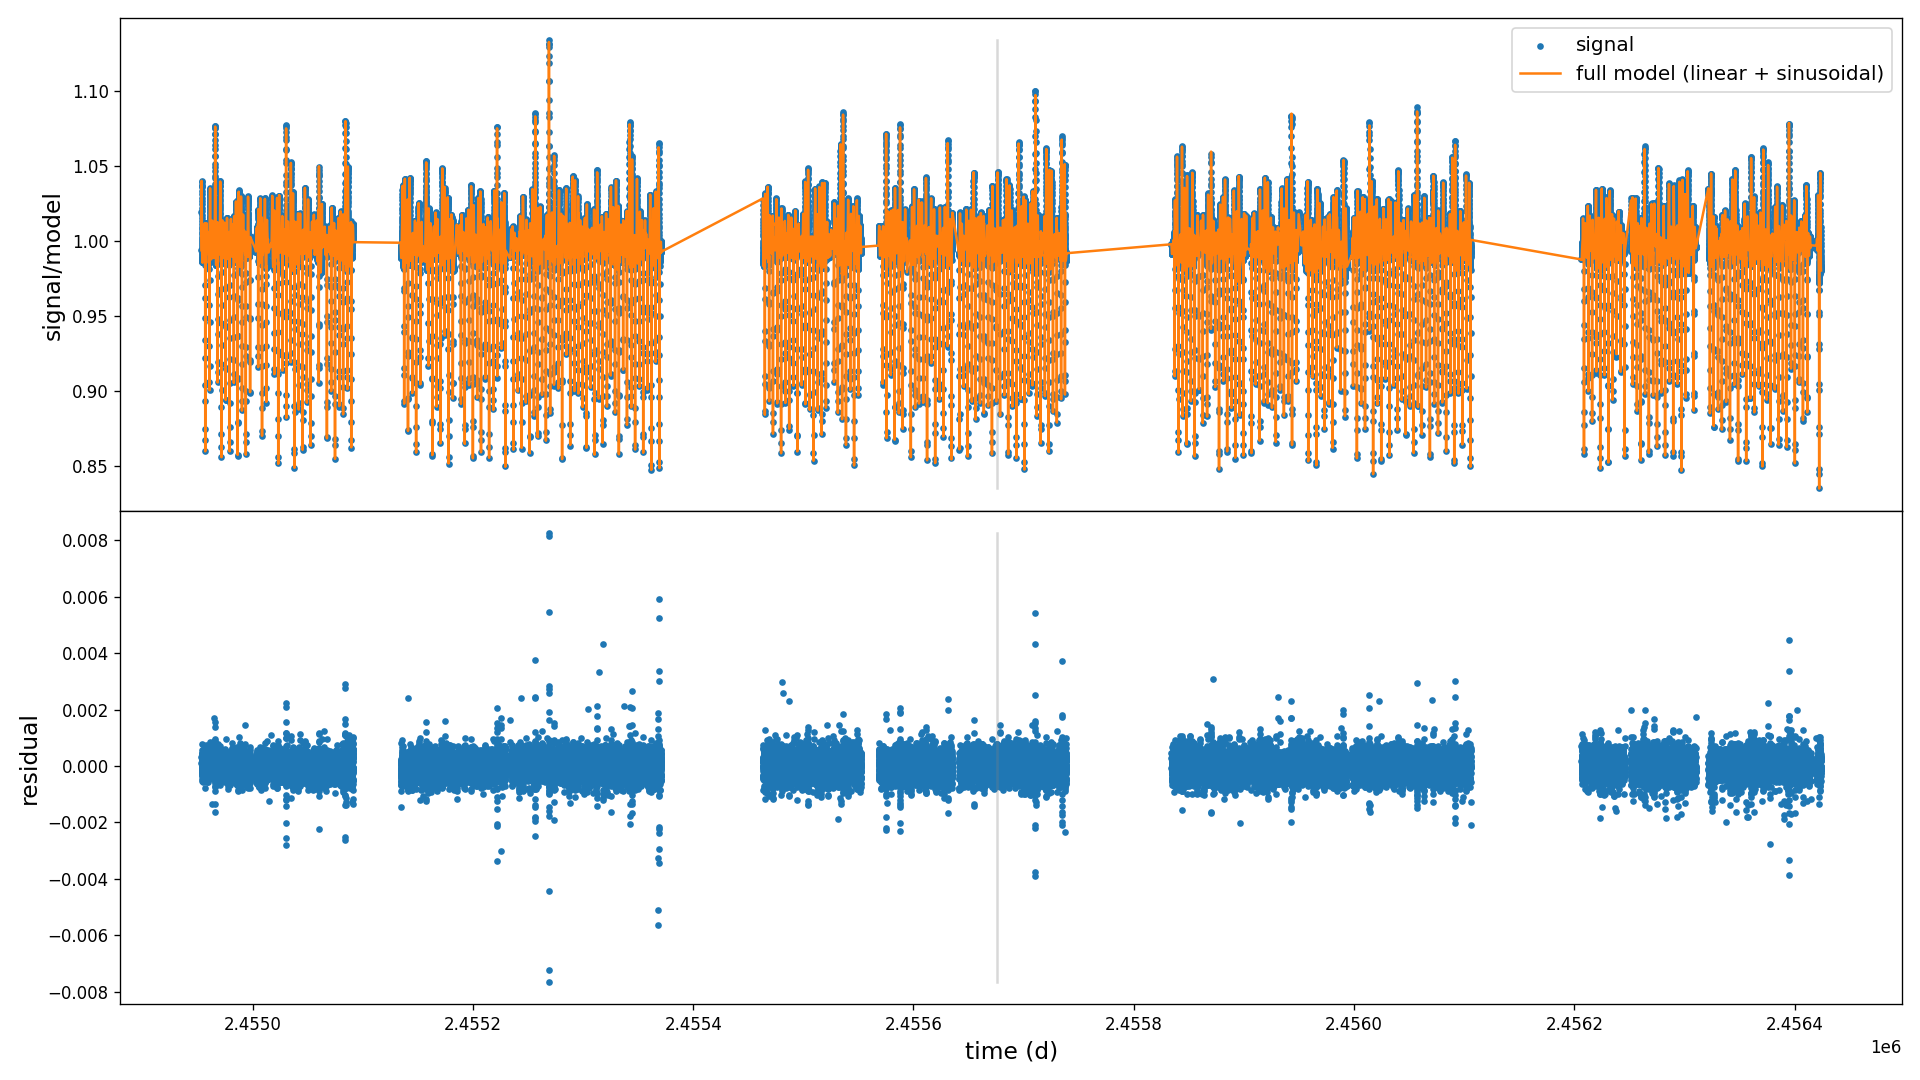 signal
full model (linear + sinusoidal)
signal/model
1.10
1.05
1.00
0.95
0.90
0.85
residual
0.008
0.006
0.004
0.002
0.000
−0.002
−0.004
−0.006
−0.008
2.4550 2.4552 2.4554 2.4556 2.4558 2.4560 2.4562 2.4564
1e6
time (d)